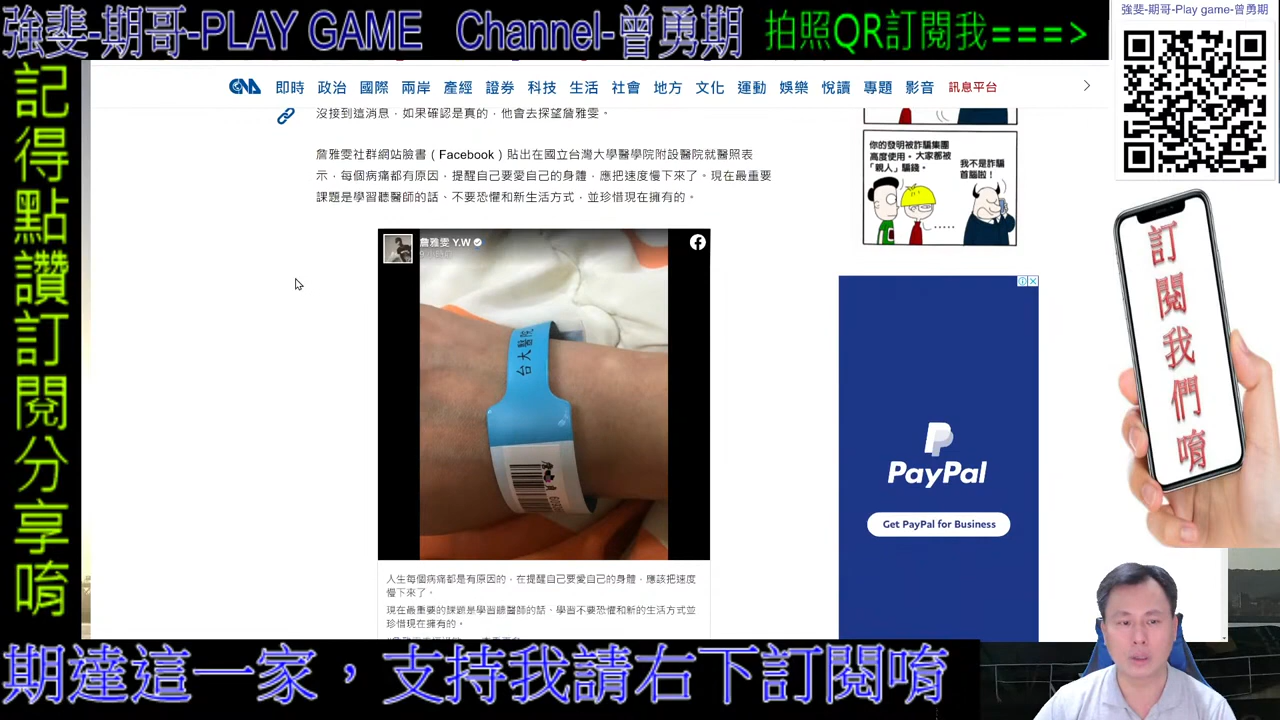 強斐-期哥-PLAY GAME Channel-曾勇期
拍照QR訂閱我===>
強斐-期哥-Play game-曾勇期
記得點讚訂閱分享唷
CNA 即時 政治 國際 兩岸 產經 證券 科技 生活 社會 地方 文化 運動 娛樂 悅讀 專題 影音 訊息平台
沒接到這消息，如果確認是真的，他會去探望詹雅雯。
詹雅雯社群網站臉書（Facebook）貼出在國立台灣大學醫學院附設醫院就醫照表
示，每個病痛都有原因，提醒自己要愛自己的身體，應把速度慢下來了。現在最重要
課題是學習聽醫師的話、不要恐懼和新生活方式，並珍惜現在擁有的。
詹雅雯 Y.W
9 小時前
台大醫院
人生每個病痛都是有原因的，在提醒自己要愛自己的身體，應該把速度
慢下來了。
現在最重要的課題是學習聽醫師的話、學習不要恐懼和新的生活方式並
珍惜現在擁有的。
你的發明被詐騙集團
高度使用。大家都被
「親人」騙錢。
我不是詐騙
首腦啦！
......
PayPal
Get PayPal for Business
訂閱我們唷
期達這一家，支持我請右下訂閱唷